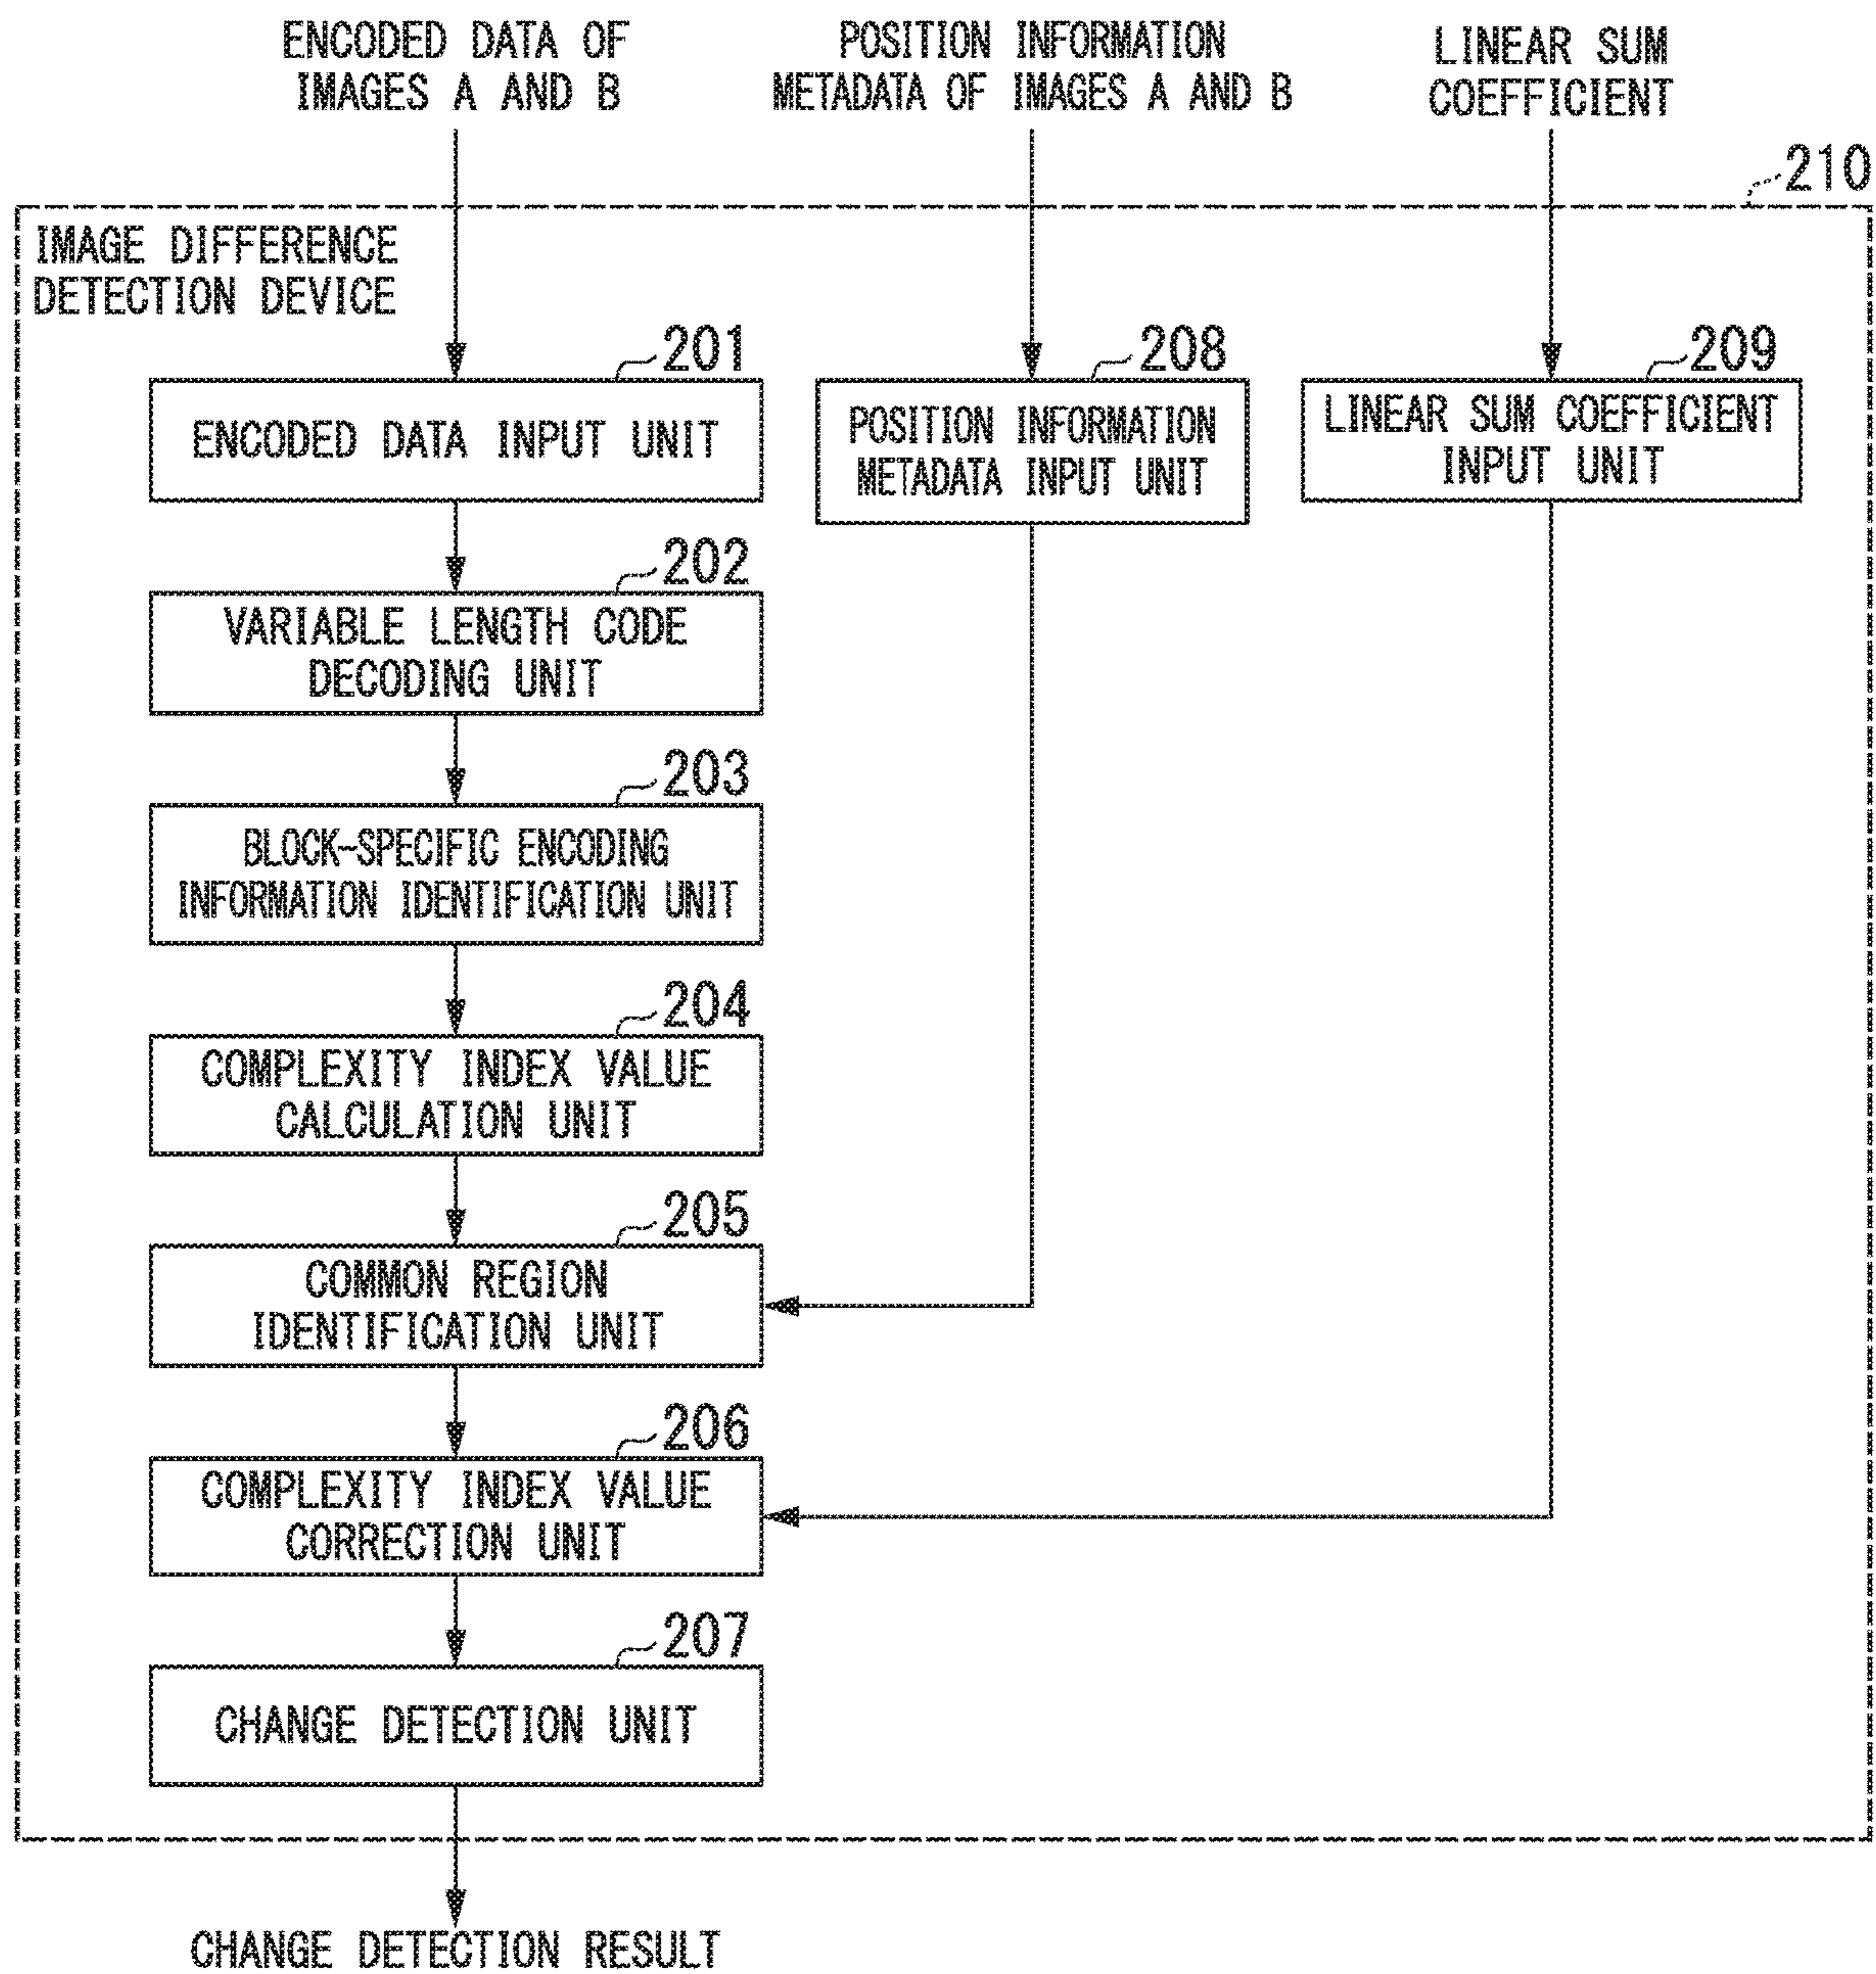 ENCODED DATA OF
IMAGES A AND B
POSITION INFORMATION
METADATA OF IMAGES A AND B
LINEAR SUM
COEFFICIENT
210
IMAGE DIFFERENCE
DETECTION DEVICE
201
ENCODED DATA INPUT UNIT
208
POSITION INFORMATION
METADATA INPUT UNIT
209
LINEAR SUM COEFFICIENT
INPUT UNIT
202
VARIABLE LENGTH CODE
DECODING UNIT
203
BLOCK-SPECIFIC ENCODING
INFORMATION IDENTIFICATION UNIT
204
COMPLEXITY INDEX VALUE
CALCULATION UNIT
205
COMMON REGION
IDENTIFICATION UNIT
206
COMPLEXITY INDEX VALUE
CORRECTION UNIT
207
CHANGE DETECTION UNIT
CHANGE DETECTION RESULT